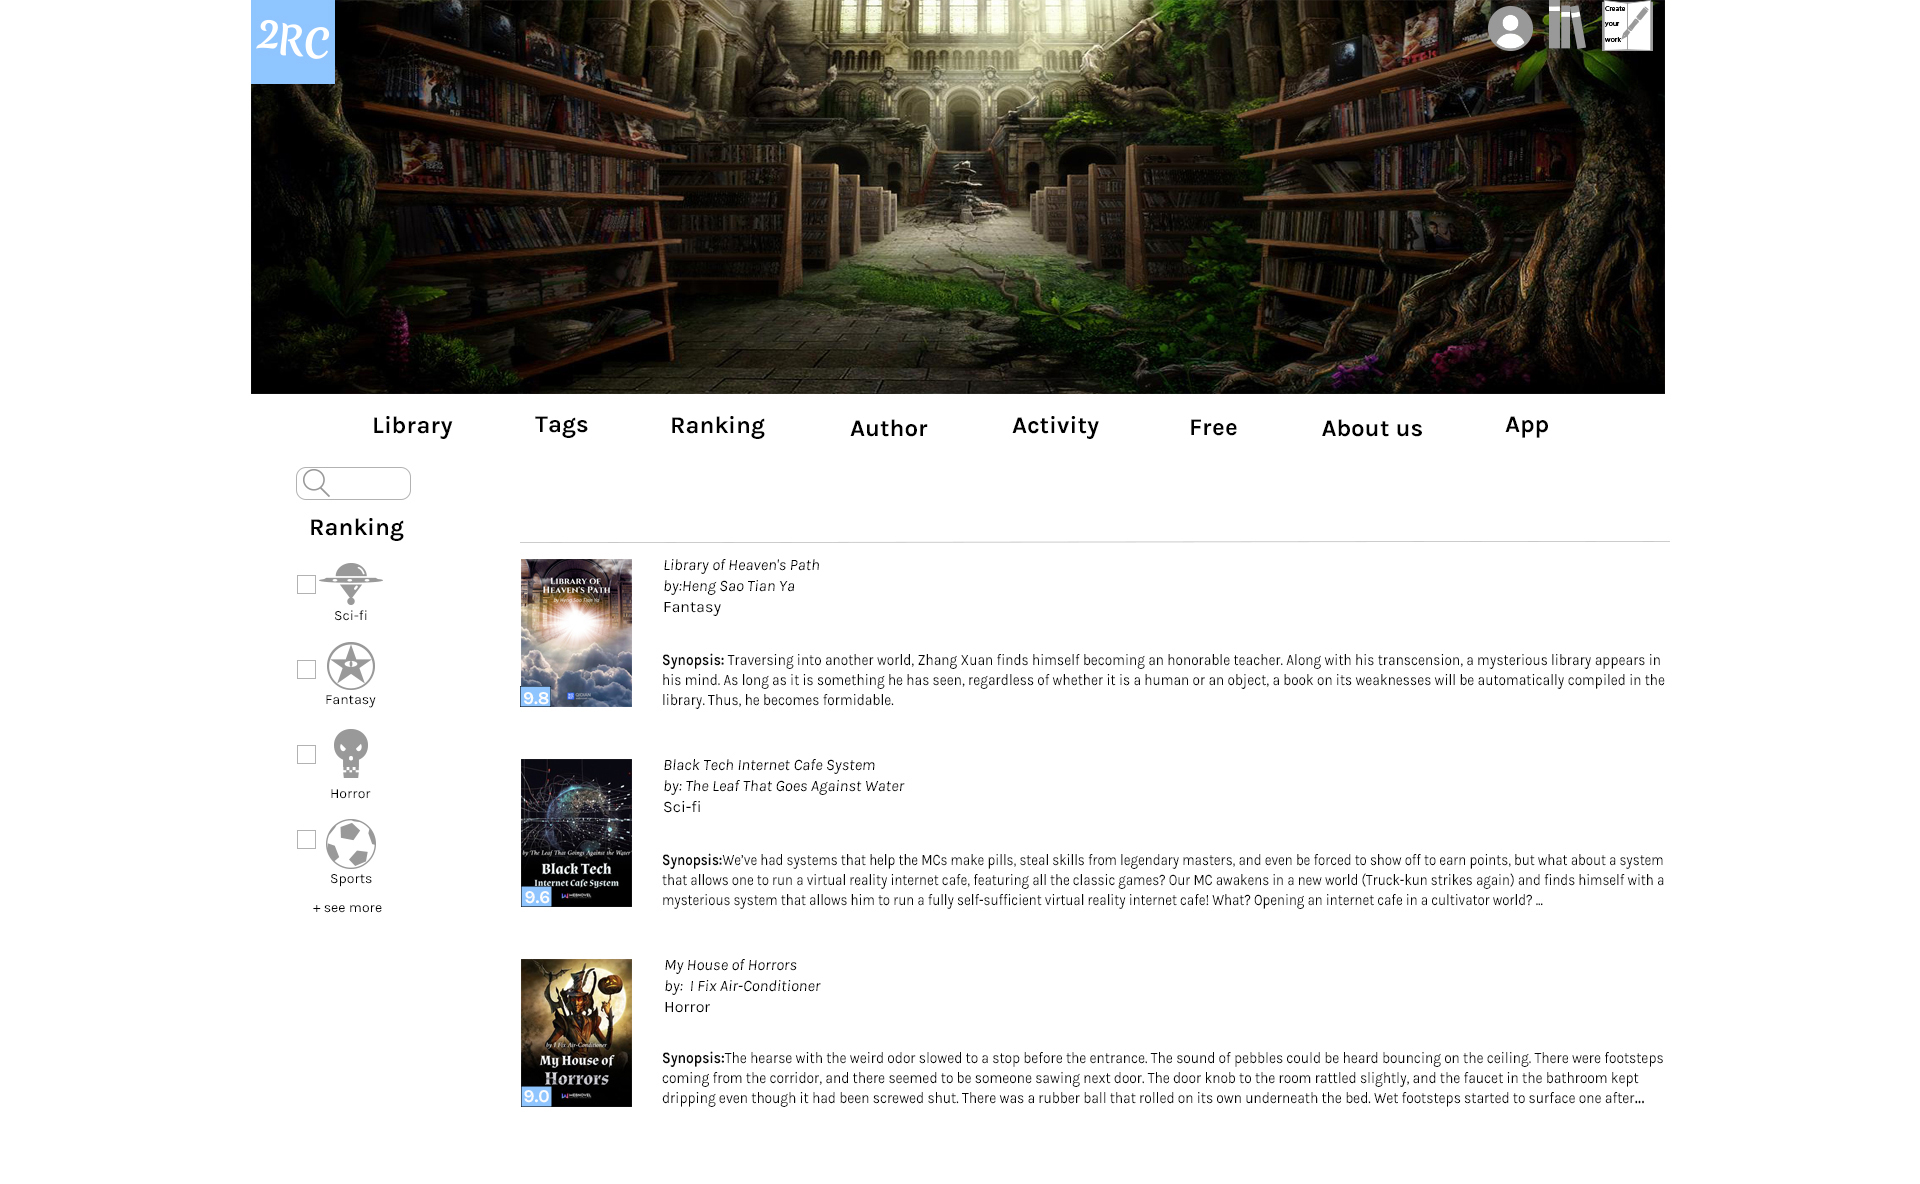 2RC
Create
your
work
Library Tags Ranking Author Activity Free About us App
Ranking
Sci-fi
Fantasy
Horror
Sports
+ see more
LIBRARY OF
HEAVEN'S PATH
by Heng Sao Tian Ya
9.8
Library of Heaven's Path
by:Heng Sao Tian Ya
Fantasy
Synopsis: Traversing into another world, Zhang Xuan finds himself becoming an honorable teacher. Along with his transcension, a mysterious library appears in
his mind. As long as it is something he has seen, regardless of whether it is a human or an object, a book on its weaknesses will be automatically compiled in the
library. Thus, he becomes formidable.
by The Leaf That Goings Against the Water
Black Tech
Internet Cafe System
9.6
WEBNOVEL
Black Tech Internet Cafe System
by: The Leaf That Goes Against Water
Sci-fi
Synopsis:We've had systems that help the MCs make pills, steal skills from legendary masters, and even be forced to show off to earn points, but what about a system
that allows one to run a virtual reality internet cafe, featuring all the classic games? Our MC awakens in a new world (Truck-kun strikes again) and finds himself with a
mysterious system that allows him to run a fully self-sufficient virtual reality internet cafe! What? Opening an internet cafe in a cultivator world? ...
by I Fix Air-Conditioner
My House of
Horrors
9.0
WEBNOVEL
My House of Horrors
by: I Fix Air-Conditioner
Horror
Synopsis:The hearse with the weird odor slowed to a stop before the entrance. The sound of pebbles could be heard bouncing on the ceiling. There were footsteps
coming from the corridor, and there seemed to be someone sawing next door. The door knob to the room rattled slightly, and the faucet in the bathroom kept
dripping even though it had been screwed shut. There was a rubber ball that rolled on its own underneath the bed. Wet footsteps started to surface one after...